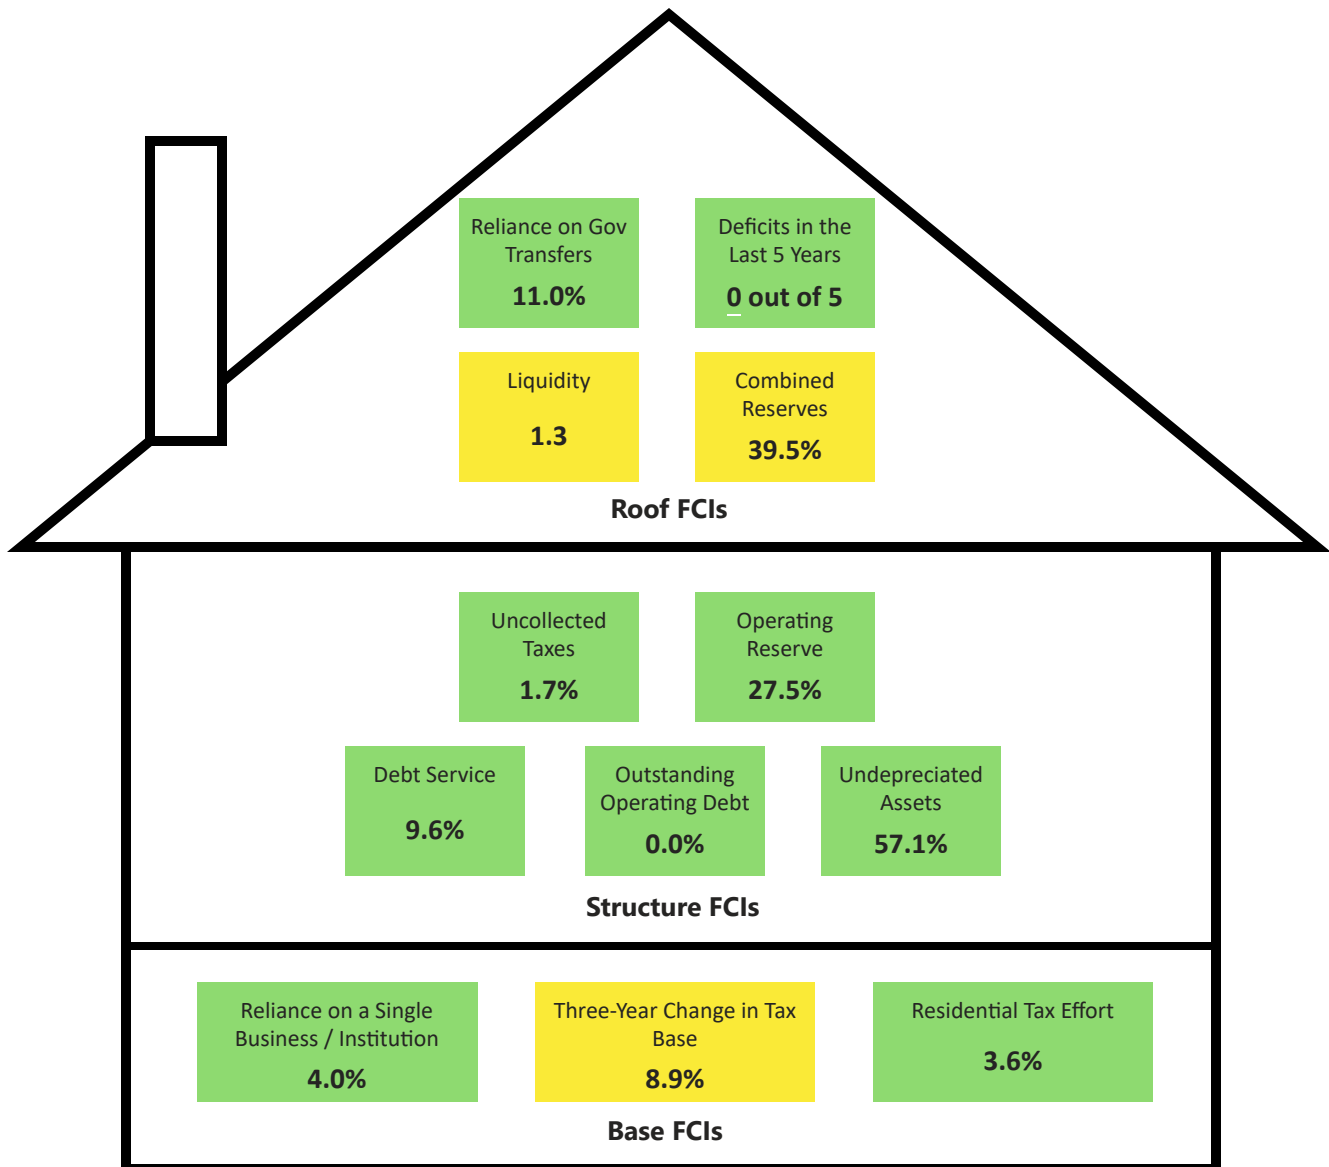 Reliance on Gov
Transfers
11.0%
Deficits in the
Last 5 Years
0 out of 5
Liquidity
1.3
Combined
Reserves
39.5%
Roof FCIs
Uncollected
Taxes
1.7%
Operating
Reserve
27.5%
Debt Service
9.6%
Outstanding
Operating Debt
0.0%
Undepreciated
Assets
57.1%
Structure FCIs
Reliance on a Single
Business / Institution
4.0%
Three-Year Change in Tax
Base
8.9%
Residential Tax Effort
3.6%
Base FCIs